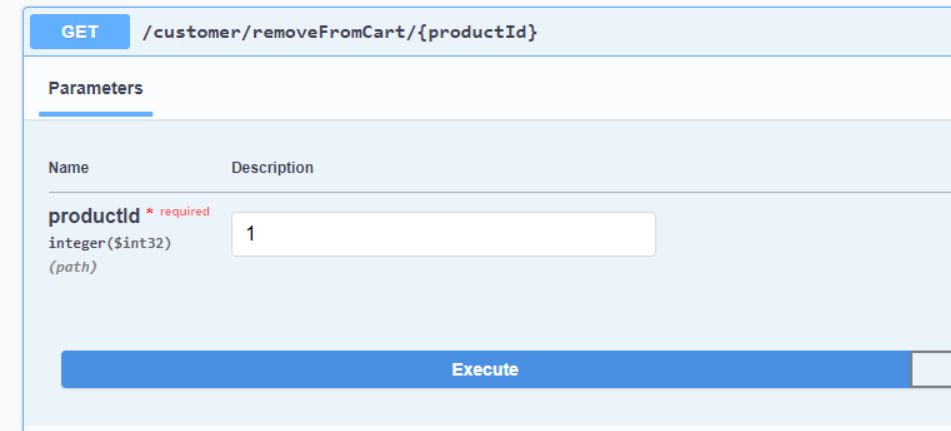 GET /customer/removeFromCart/{productId}
Parameters
Name Description
productId * required
integer($int32)
(path)
1
Execute